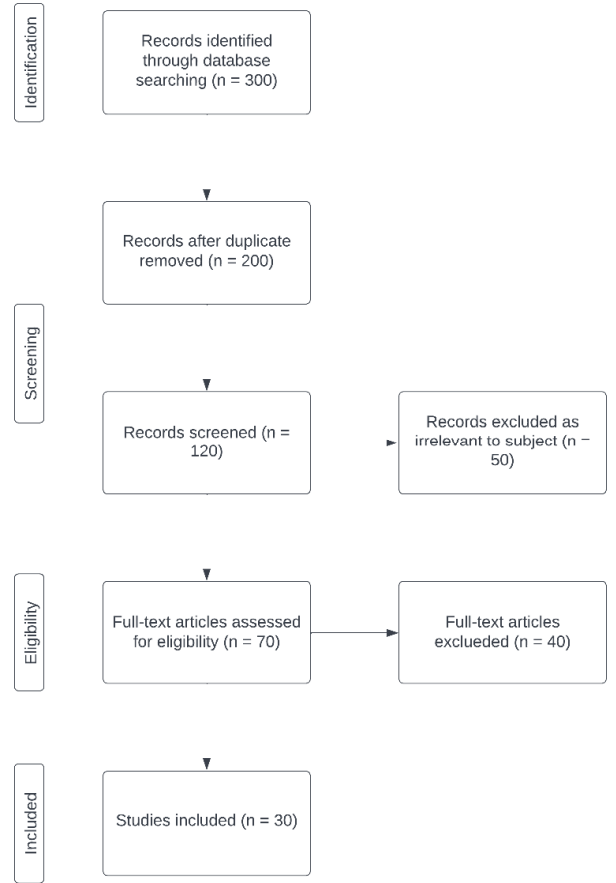 Identification
Records identified
through database
searching (n = 300)
Records after duplicate
removed (n = 200)
Screening
Records screened (n =
120)
Records excluded as
irrelevant to subject (n =
50)
Eligibility
Full-text articles assessed
for eligibility (n = 70)
Full-text articles
exclueded (n = 40)
Included
Studies included (n = 30)